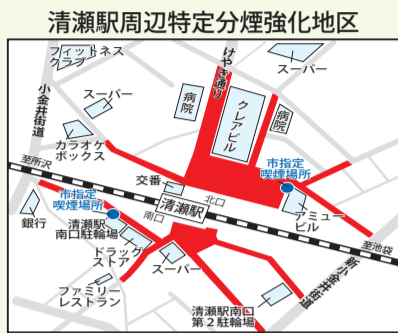 清瀬駅周辺特定分煙強化地区
フィットネス
クラブ
けやき通り
スーパー
小金井街道
スーパー
病院
クレアビル
病院
カラオケ
ボックス
至所沢
交番
北口
市指定
喫煙場所
市指定
喫煙場所
清瀬駅
南口
アミュー
ビル
銀行
清瀬駅
南口駐輪場
至池袋
ドラッグ
ストア
スーパー
新小金井街道
ファミリー
レストラン
清瀬駅南口
第2駐輪場